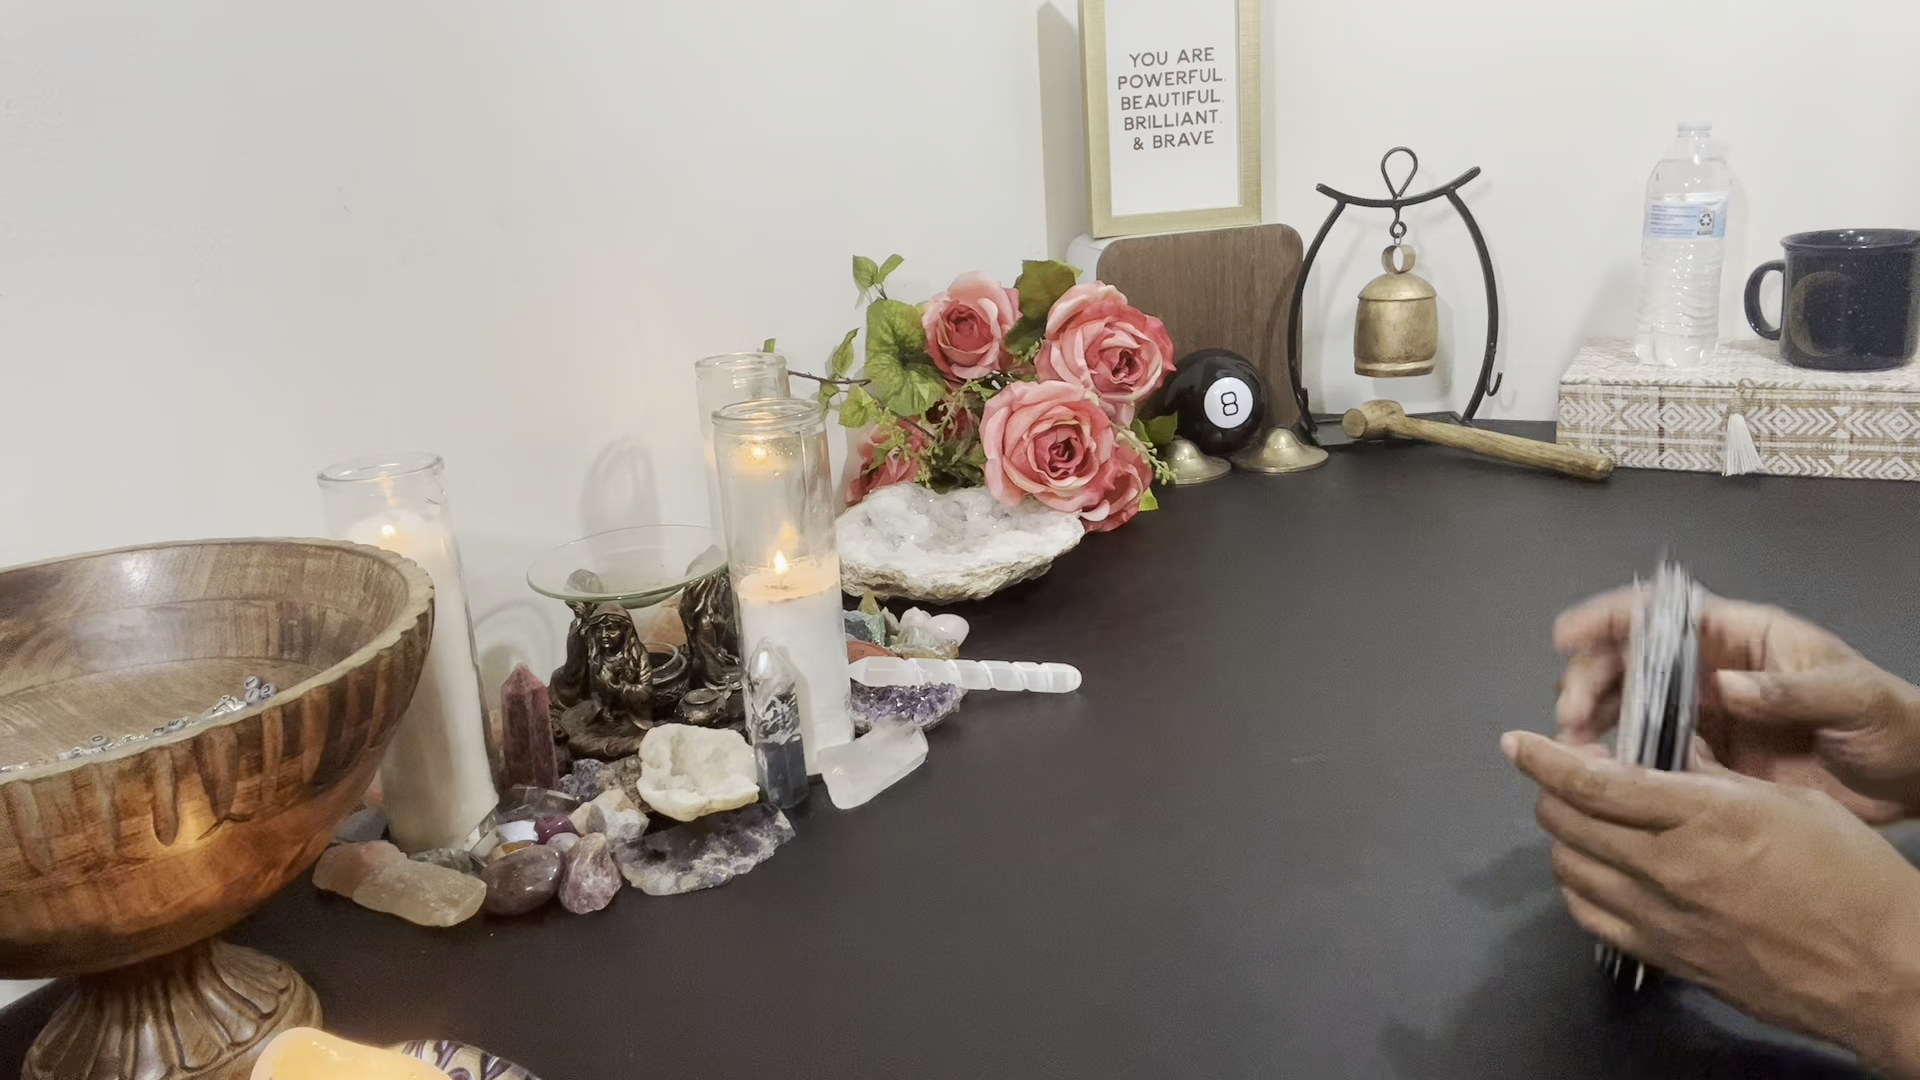 YOU ARE
POWERFUL.
BEAUTIFUL.
BRILLIANT.
& BRAVE
8